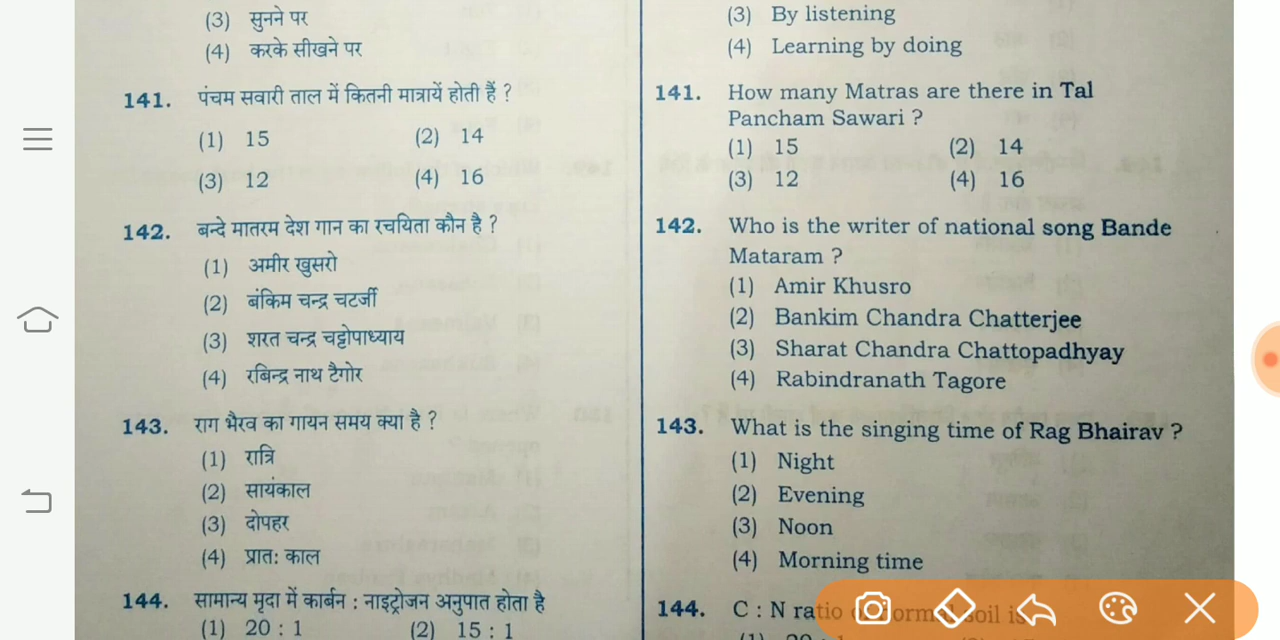 (3) सुनने पर
(4) करके सीखने पर
141. पंचम सवारी ताल में कितनी मात्रायें होती हैं ?
(1) 15 (2) 14
(3) 12 (4) 16
142. बन्दे मातरम देश गान का रचयिता कौन है ?
(1) अमीर खुसरो
(2) बंकिम चन्द्र चटर्जी
(3) शरत चन्द्र चट्टोपाध्याय
(4) रबिन्द्र नाथ टैगोर
143. राग भैरव का गायन समय क्या है ?
(1) रात्रि
(2) सायंकाल
(3) दोपहर
(4) प्रातः काल
144. सामान्य मृदा में कार्बन : नाइट्रोजन अनुपात होता है
(1) 20 : 1 (2) 15 : 1
(3) By listening
(4) Learning by doing
141. How many Matras are there in Tal
Pancham Sawari ?
(1) 15 (2) 14
(3) 12 (4) 16
142. Who is the writer of national song Bande
Mataram ?
(1) Amir Khusro
(2) Bankim Chandra Chatterjee
(3) Sharat Chandra Chattopadhyay
(4) Rabindranath Tagore
143. What is the singing time of Rag Bhairav ?
(1) Night
(2) Evening
(3) Noon
(4) Morning time
144. C : N ratio soil is